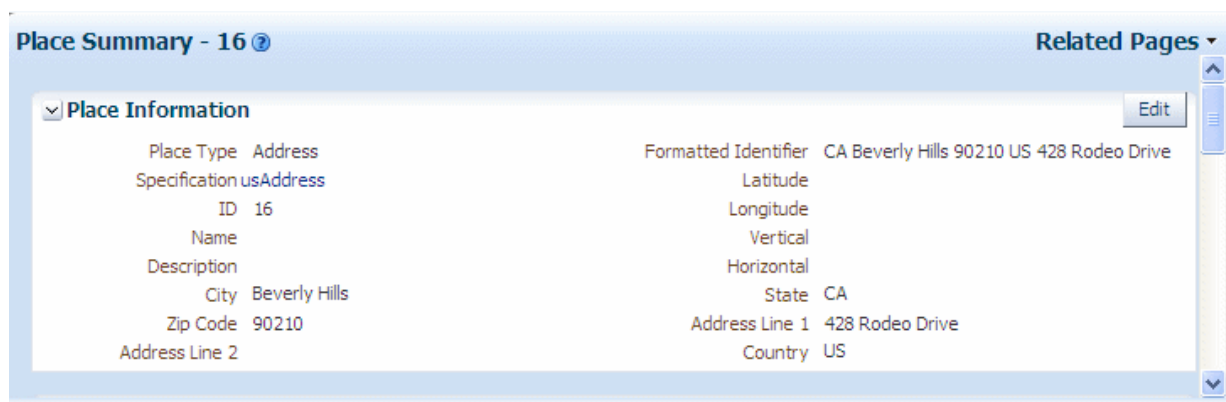 Place Summary - 16 Related Pages
Place Information Edit
Place Type Address Formatted Identifier CA Beverly Hills 90210 US 428 Rodeo Drive
Specification usAddress Latitude
ID 16 Longitude
Name Vertical
Description Horizontal
City Beverly Hills State CA
Zip Code 90210 Address Line 1 428 Rodeo Drive
Address Line 2 Country US